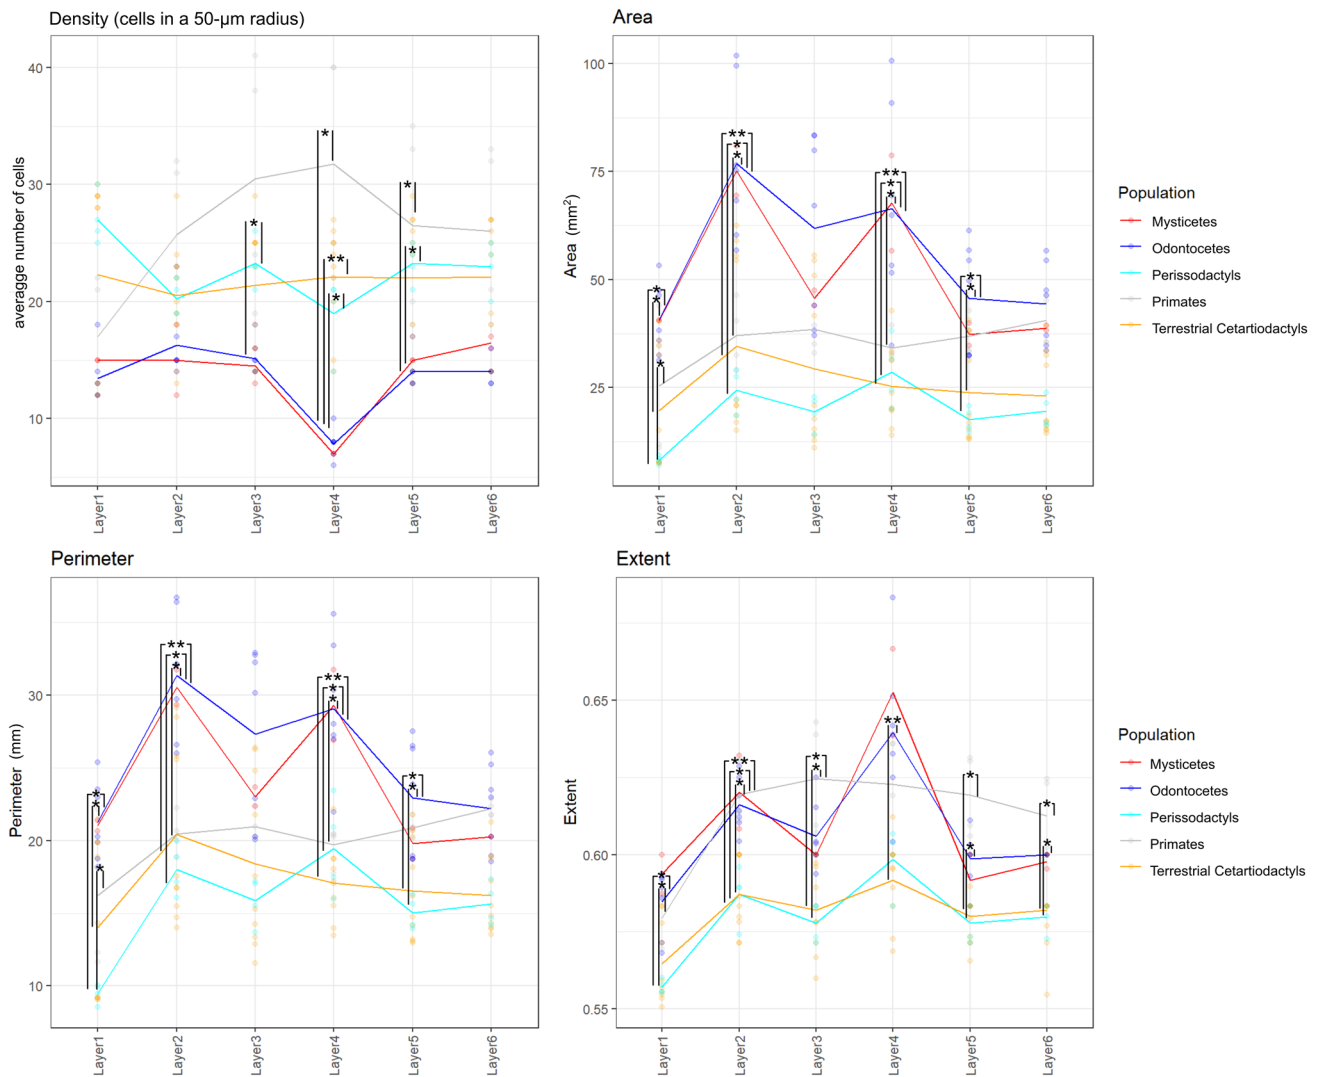 Density (cells in a 50-µm radius)
averagge number of cells
40
30
20
10
Layer1
Layer2
Layer3
Layer4
Layer5
Layer6
*
*
**
*
*
*
Area
Area (mm2)
100
75
50
25
Layer1
Layer2
Layer3
Layer4
Layer5
Layer6
*
*
*
**
*
*
**
*
*
*
*
Population
Mysticetes
Odontocetes
Perissodactyls
Primates
Terrestrial Cetartiodactyls
Perimeter
Perimeter (mm)
30
20
10
Layer1
Layer2
Layer3
Layer4
Layer5
Layer6
*
*
*
**
*
*
**
*
*
*
*
Extent
Extent
0.65
0.60
0.55
Layer1
Layer2
Layer3
Layer4
Layer5
Layer6
*
*
**
*
*
*
*
**
*
*
*
*
Population
Mysticetes
Odontocetes
Perissodactyls
Primates
Terrestrial Cetartiodactyls